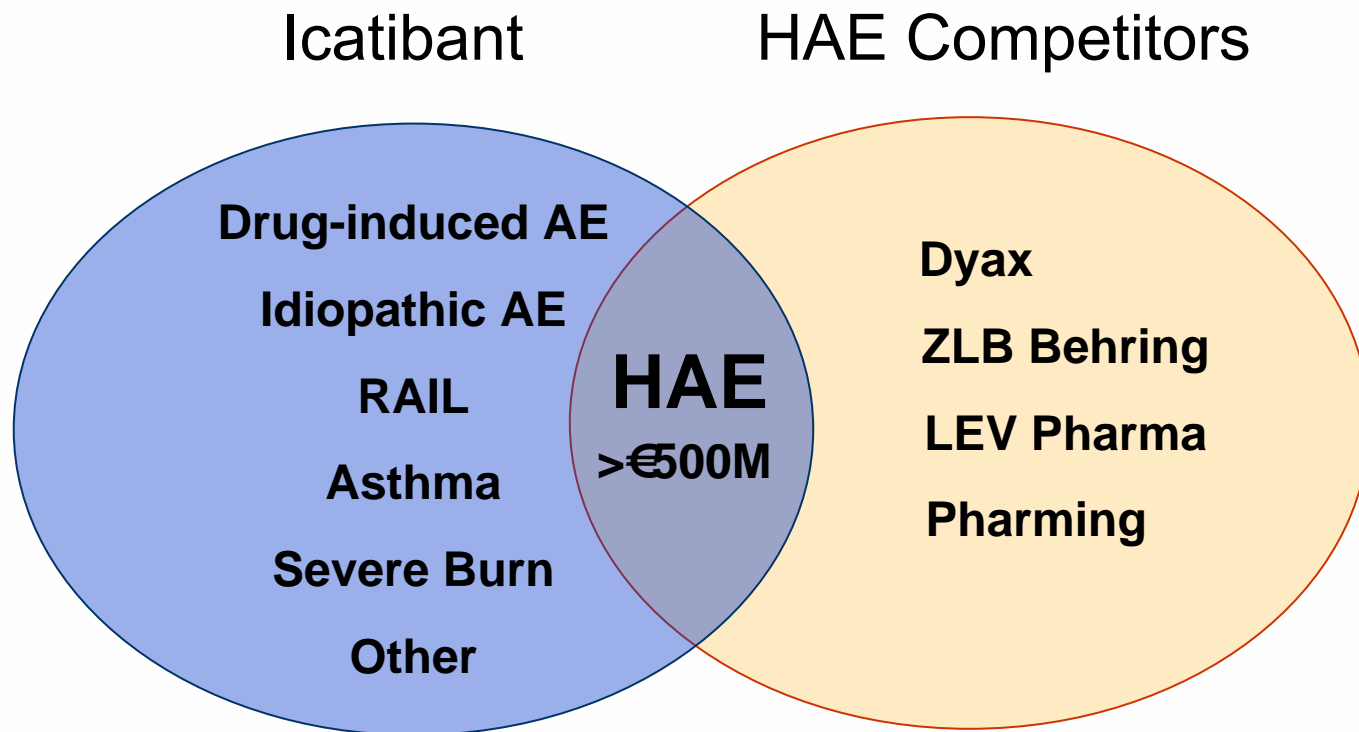 Icatibant
HAE Competitors
Drug-induced AE
Idiopathic AE
RAIL
Asthma
Severe Burn
Other
HAE
>€500M
Dyax
ZLB Behring
LEV Pharma
Pharming